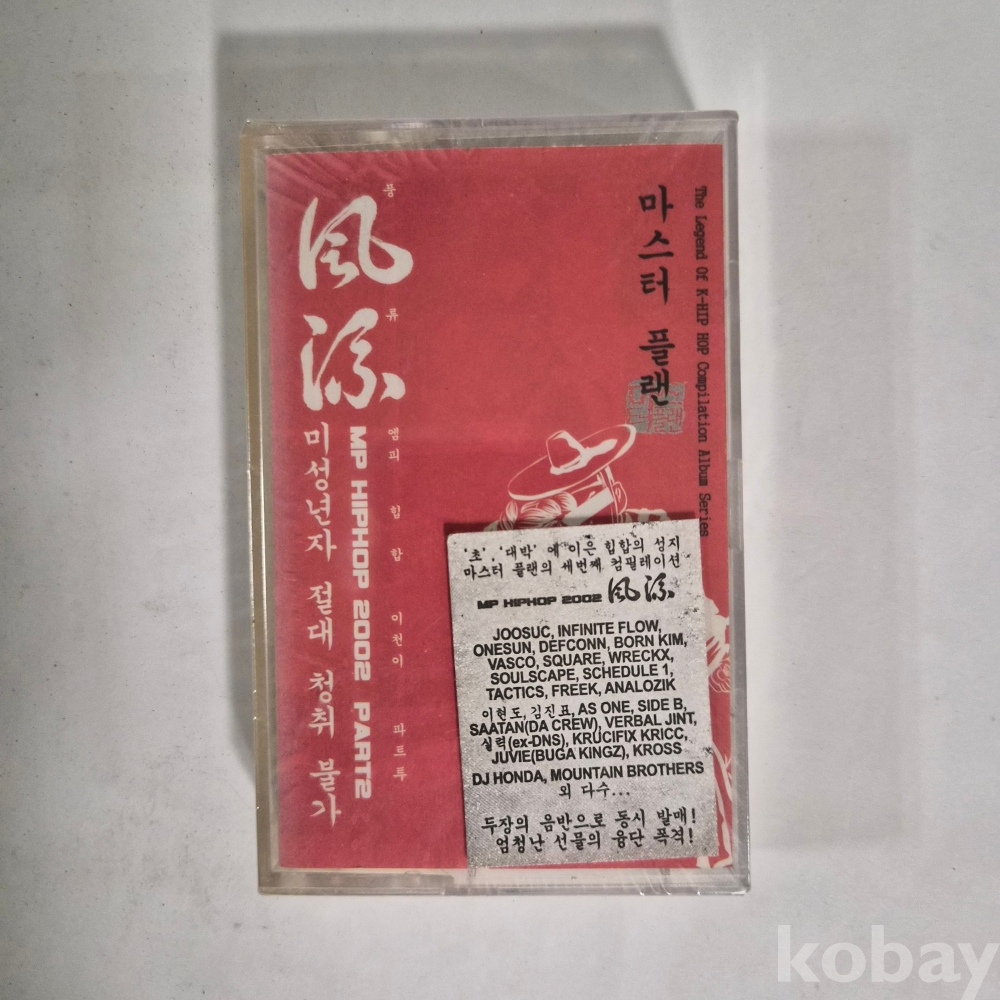 風流
풍류
MP HIPHOP 2002 PART2
엠피 힙합 이천이 파트투
미성년자 절대 청취 불가
마스터 플랜
The Legend Of K-HIP HOP Compilation Album Series
'초', '대박' 에 이은 힙합의 성지
마스터 플랜의 세번째 컴필레이션
MP HIPHOP 2002 風流
JOOSUC, INFINITE FLOW,
ONESUN, DEFCONN, BORN KIM,
VASCO, SQUARE, WRECKX,
SOULSCAPE, SCHEDULE 1,
TACTICS, FREEK, ANALOZIK
이현도, 김진표, AS ONE, SIDE B,
SAATAN(DA CREW), VERBAL JINT,
실력(ex-DNS), KRUCIFIX KRICC,
JUVIE(BUGA KINGZ), KROSS
DJ HONDA, MOUNTAIN BROTHERS
외 다수...
두장의 음반으로 동시 발매!
엄청난 선물의 융단 폭격!
kobay